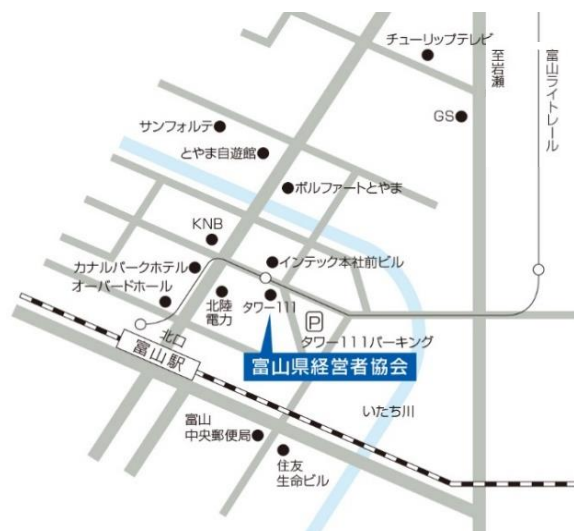 チューリップテレビ
至岩瀬
富山ライトレール
GS
サンフォルテ
とやま自遊館
ボルファートとやま
KNB
インテック本社前ビル
カナルパークホテル
オーバードホール
北陸
電力
タワー111
P
タワー111パーキング
北口
富山駅
富山県経営者協会
いたち川
富山
中央郵便局
住友
生命ビル